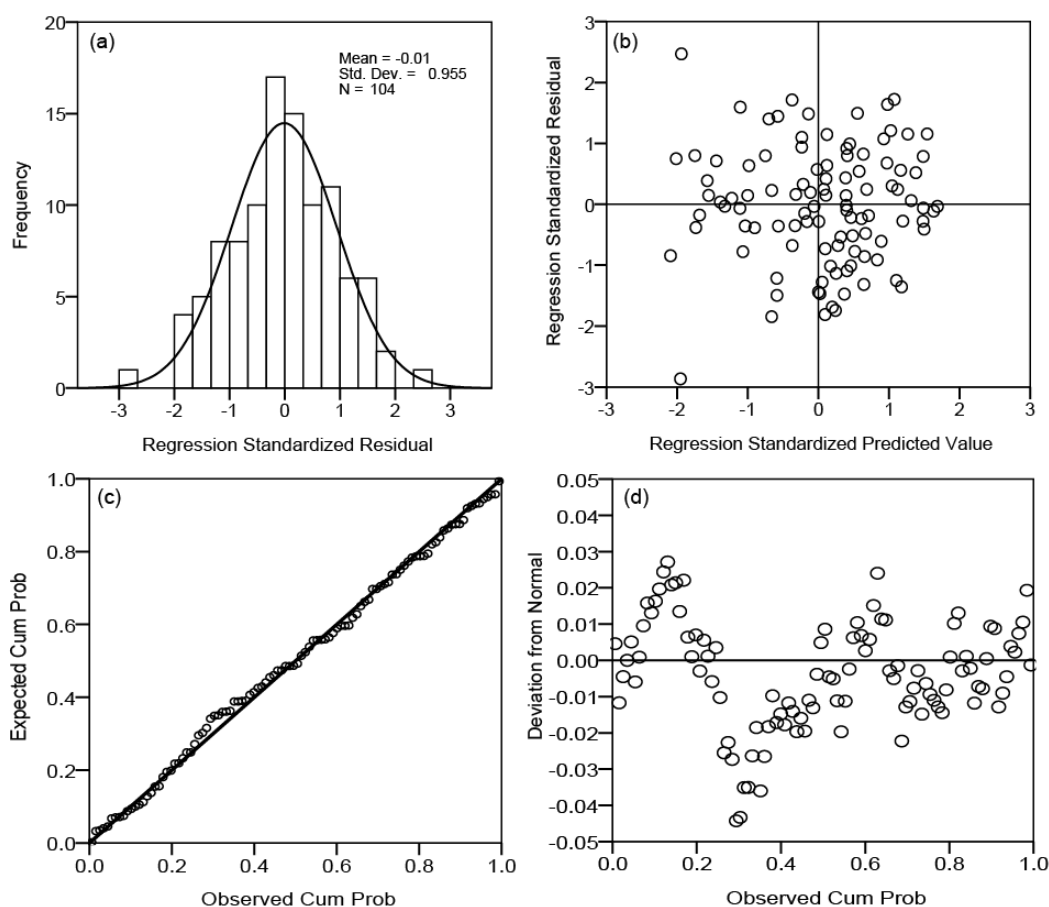 (a)
Mean = -0.01
Std. Dev. = 0.955
N = 104
20
15
10
5
0
Frequency
-3 -2 -1 0 1 2 3
Regression Standardized Residual
(b)
3
2
1
0
-1
-2
-3
Regression Standardized Residual
-3 -2 -1 0 1 2 3
Regression Standardized Predicted Value
(c)
1.0
0.8
0.6
0.4
0.2
0.0
Expected Cum Prob
0.0 0.2 0.4 0.6 0.8 1.0
Observed Cum Prob
(d)
0.05
0.04
0.03
0.02
0.01
0.00
-0.01
-0.02
-0.03
-0.04
-0.05
Deviation from Normal
0.0 0.2 0.4 0.6 0.8 1.0
Observed Cum Prob